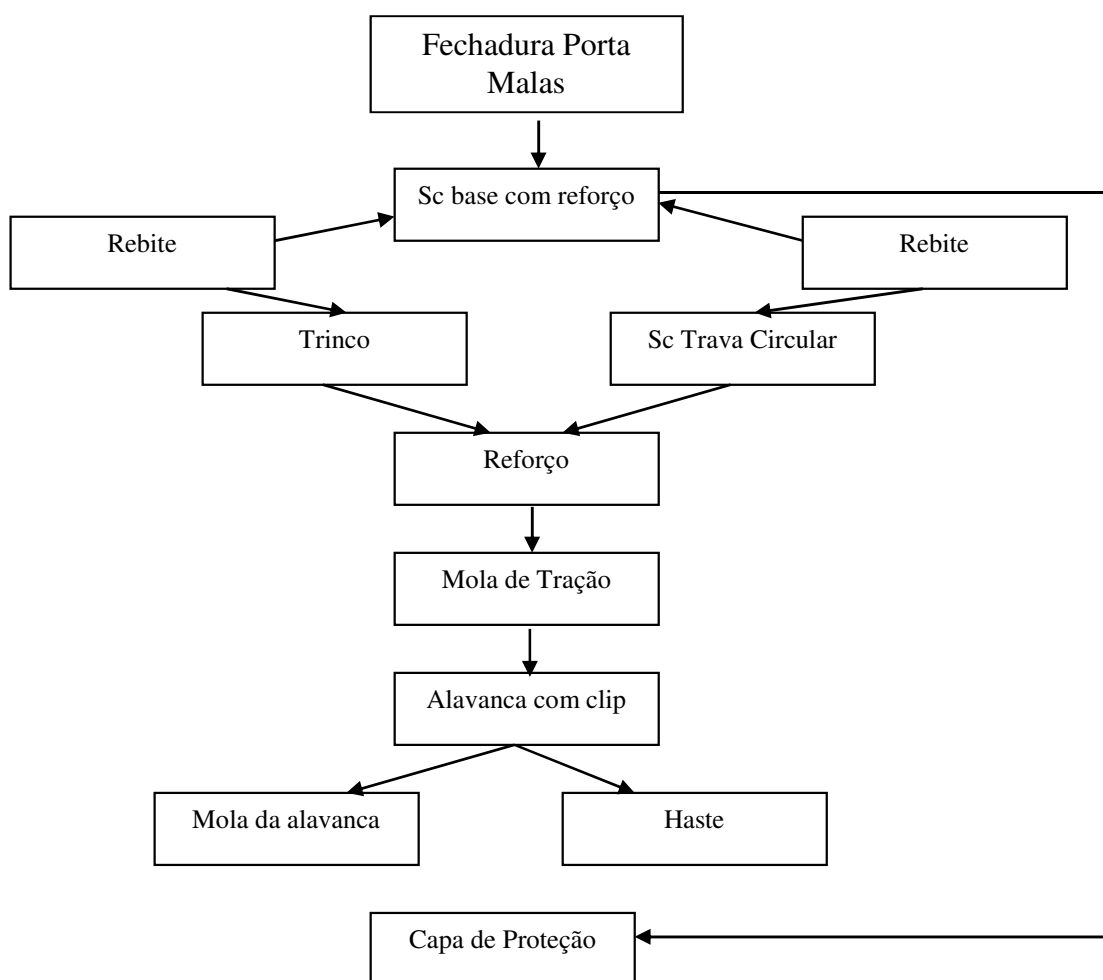 Fechadura Porta
Malas
Sc base com reforço
Rebite
Rebite
Trinco
Sc Trava Circular
Reforço
Mola de Tração
Alavanca com clip
Mola da alavanca
Haste
Capa de Proteção